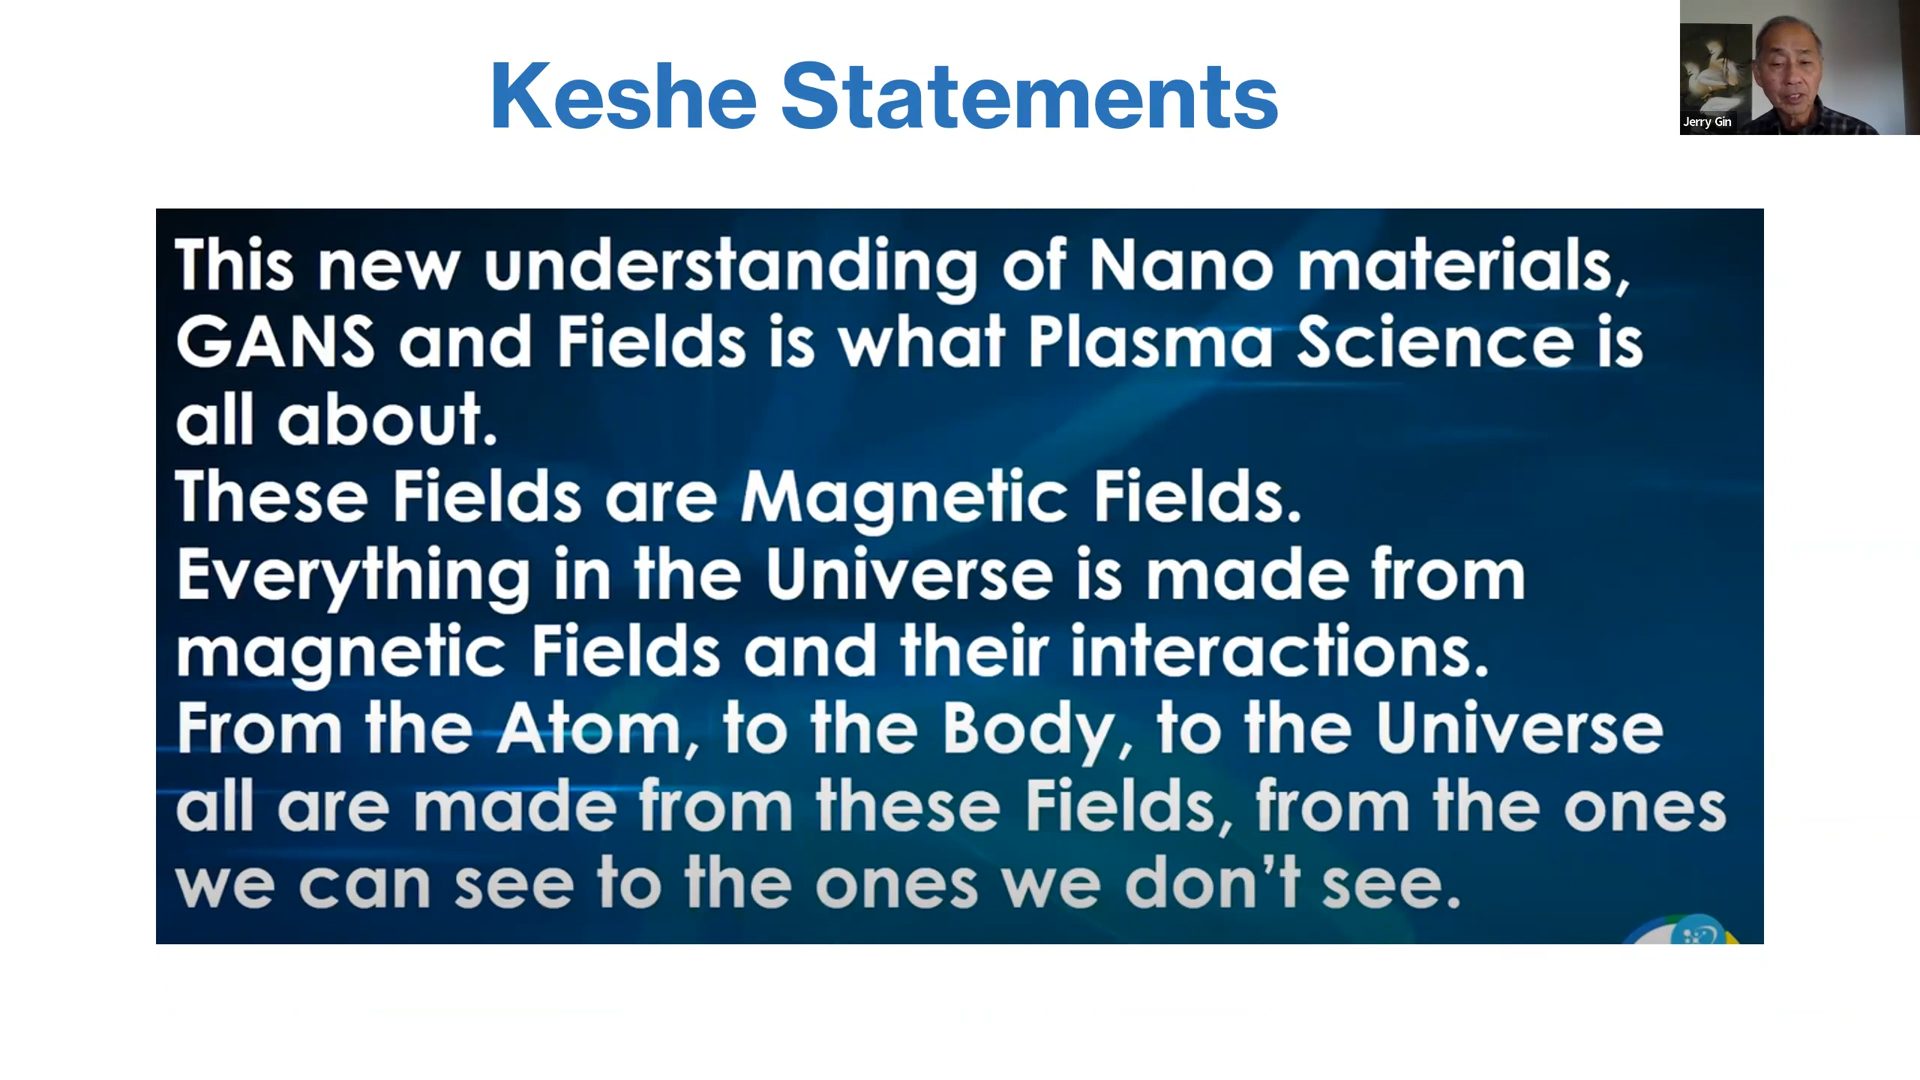 Keshe Statements
Jerry Gin
This new understanding of Nano materials,
GANS and Fields is what Plasma Science is
all about.
These Fields are Magnetic Fields.
Everything in the Universe is made from
magnetic Fields and their interactions.
From the Atom, to the Body, to the Universe
all are made from these Fields, from the ones
we can see to the ones we don’t see.